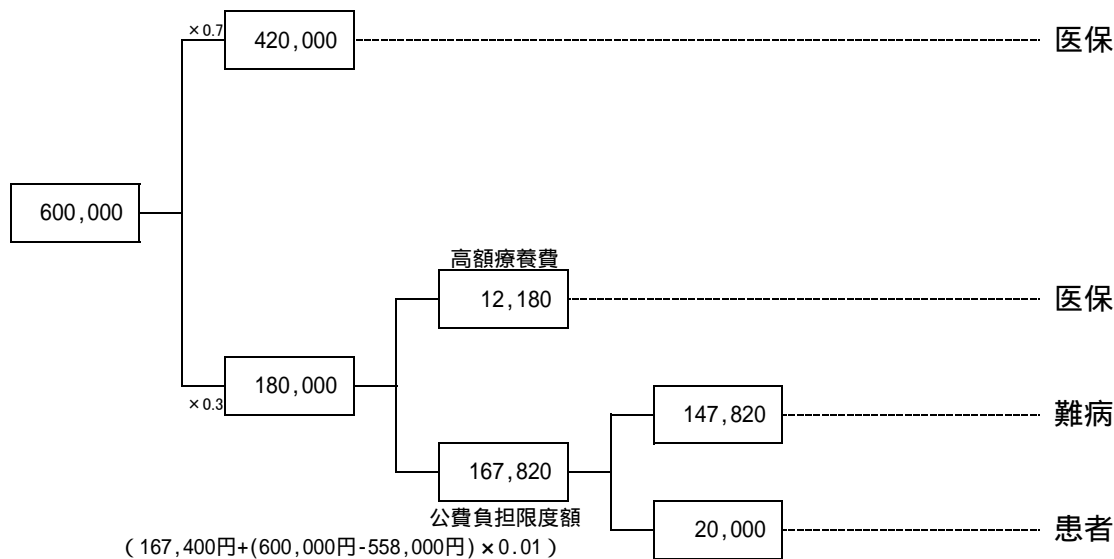 ×0.7
420,000
医保
600,000
高額療養費
12,180
医保
180,000
×0.3
147,820
難病
167,820
公費負担限度額
20,000
患者
（167,400円+(600,000円-558,000円)×0.01）